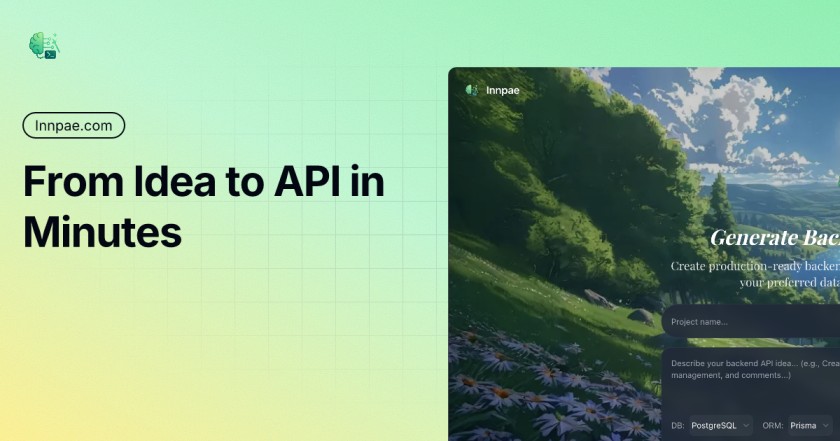 Innpae.com
From Idea to API in
Minutes
Innpae
Generate Bac
Create production-ready backen
your preferred data
Project name...
Describe your backend API idea... (e.g., Crea
management, and comments...)
DB: PostgreSQL ORM: Prisma